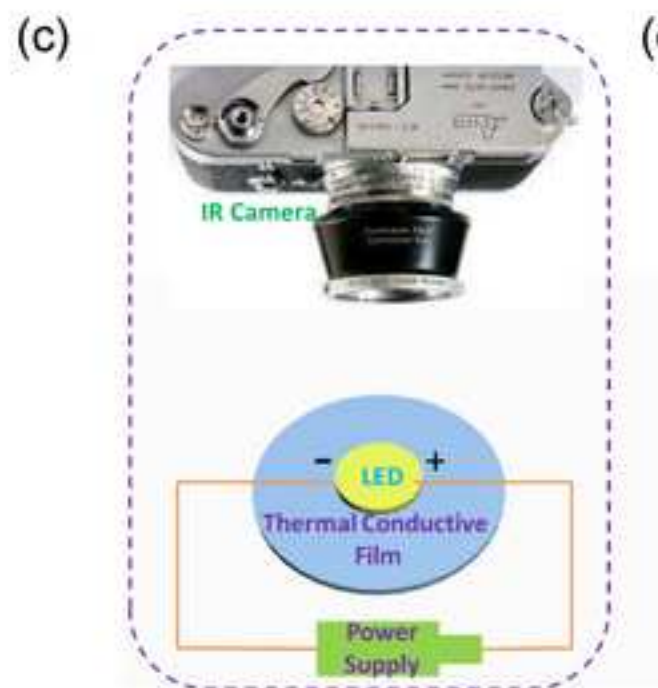 (c)
IR Camera
- +
LED
Thermal Conductive
Film
Power
Supply